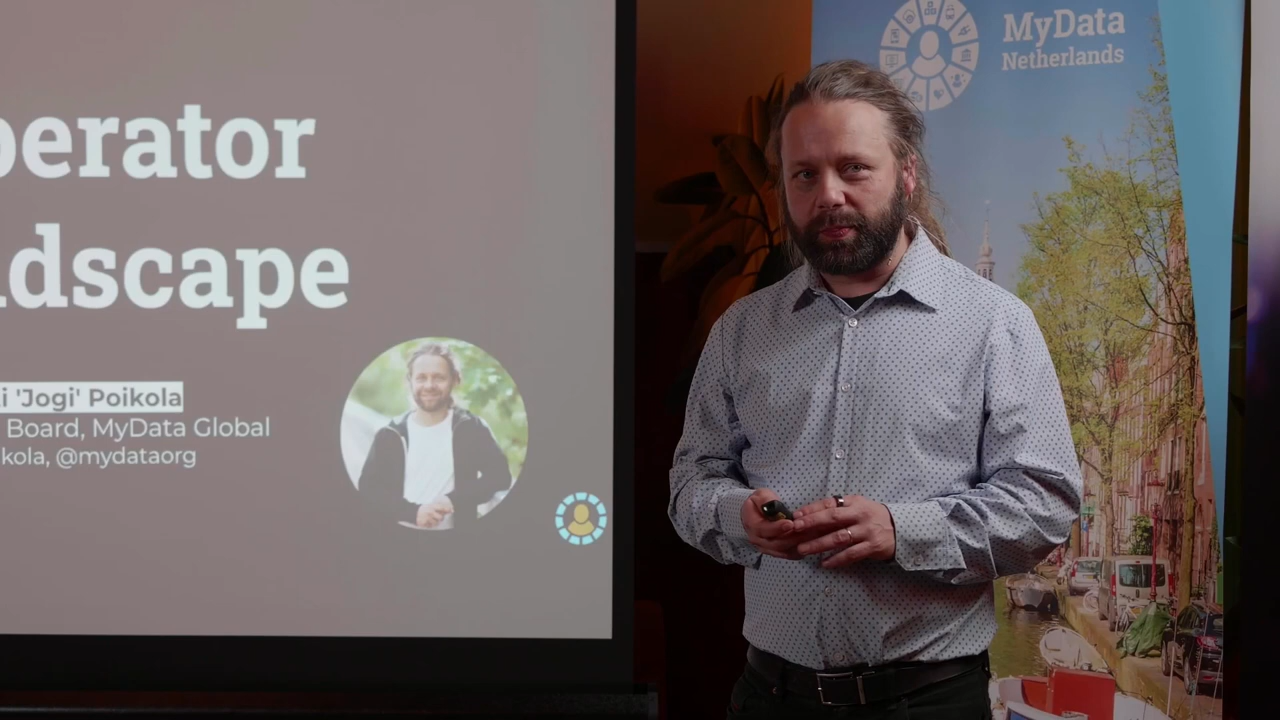 perator
dscape
i 'Jogi' Poikola
Board, MyData Global
kola, @mydataorg
MyData
Netherlands